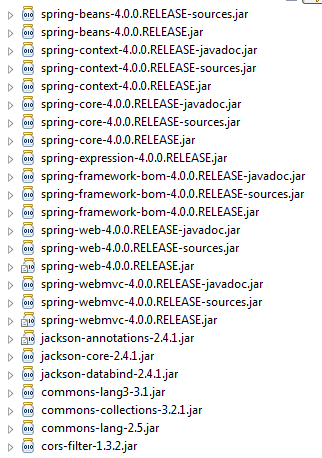 spring-beans-4.0.0.RELEASE-sources.jar
spring-beans-4.0.0.RELEASE.jar
spring-context-4.0.0.RELEASE-javadoc.jar
spring-context-4.0.0.RELEASE-sources.jar
spring-context-4.0.0.RELEASE.jar
spring-core-4.0.0.RELEASE-javadoc.jar
spring-core-4.0.0.RELEASE-sources.jar
spring-core-4.0.0.RELEASE.jar
spring-expression-4.0.0.RELEASE.jar
spring-framework-bom-4.0.0.RELEASE-javadoc.jar
spring-framework-bom-4.0.0.RELEASE-sources.jar
spring-framework-bom-4.0.0.RELEASE.jar
spring-web-4.0.0.RELEASE-javadoc.jar
spring-web-4.0.0.RELEASE-sources.jar
spring-web-4.0.0.RELEASE.jar
spring-webmvc-4.0.0.RELEASE-javadoc.jar
spring-webmvc-4.0.0.RELEASE-sources.jar
spring-webmvc-4.0.0.RELEASE.jar
jackson-annotations-2.4.1.jar
jackson-core-2.4.1.jar
jackson-databind-2.4.1.jar
commons-lang3-3.1.jar
commons-collections-3.2.1.jar
commons-lang-2.5.jar
cors-filter-1.3.2.jar